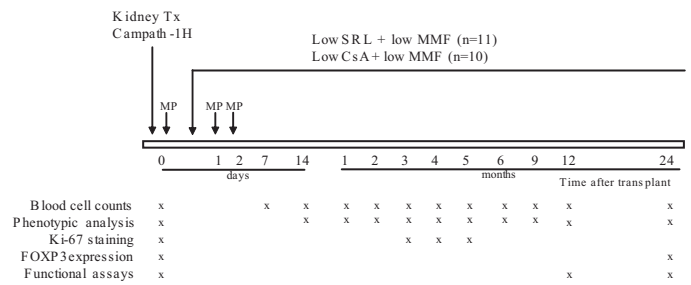 Kidney Tx
Campath-1H
Low SRL + low MMF (n=11)
Low CsA + low MMF (n=10)
MP MP MP
0 1 2 7 14 1 2 3 4 5 6 9 12 24
days months
Time after transplant
Blood cell counts x x x x x x x x x x x x
Phenotypic analysis x x x x x x x x x x x
Ki-67 staining x x x x
FOXP3 expression x x
Functional assays x x x